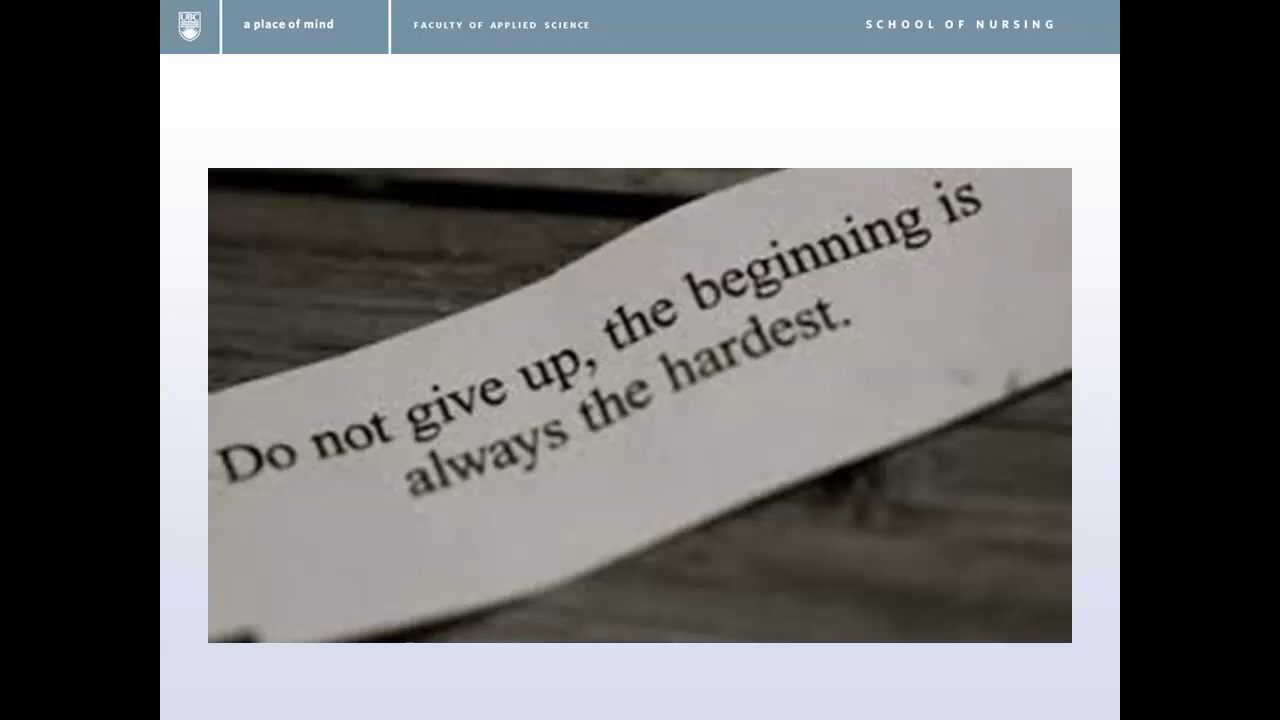 UBC
a place of mind
FACULTY OF APPLIED SCIENCE
SCHOOL OF NURSING
Do not give up, the beginning is
always the hardest.